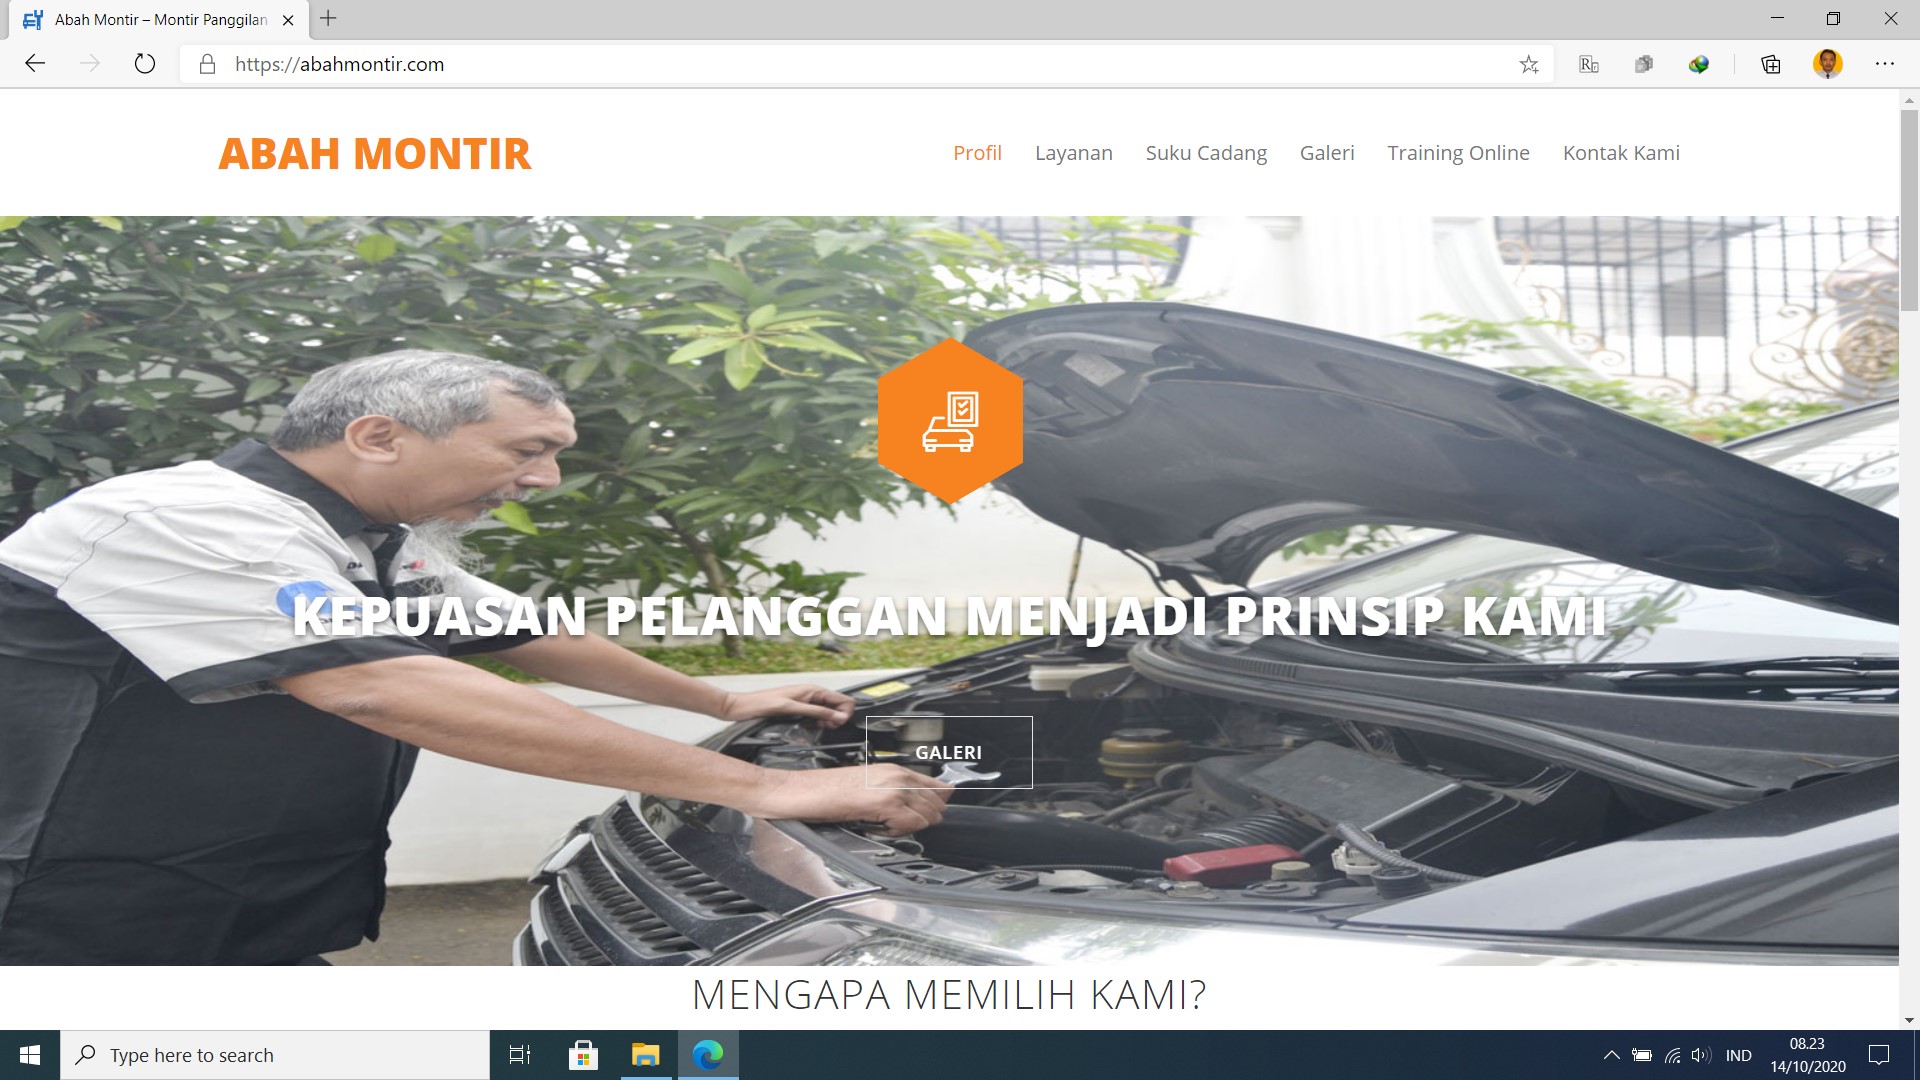 Abah Montir – Montir Panggilan
https://abahmontir.com
ABAH MONTIR
Profil Layanan Suku Cadang Galeri Training Online Kontak Kami
KEPUASAN PELANGGAN MENJADI PRINSIP KAMI
GALERI
MENGAPA MEMILIH KAMI?
Type here to search
IND
08.23
14/10/2020